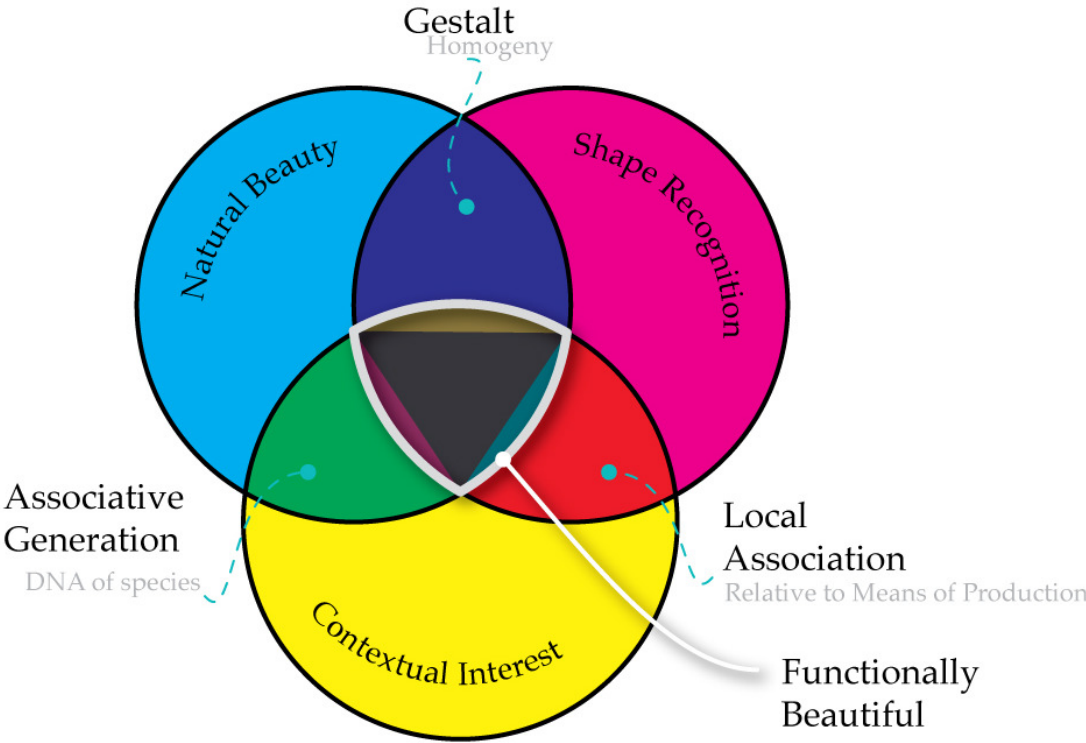 Gestalt
Homogeny
Natural Beauty
Shape Recognition
Associative
Generation
DNA of species
Local
Association
Relative to Means of Production
Contextual Interest
Functionally
Beautiful